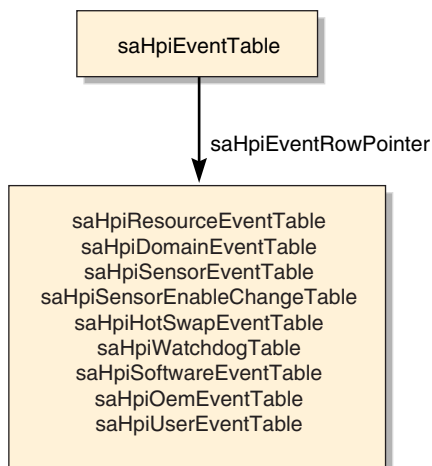 saHpiEventTable
saHpiEventRowPointer
saHpiResourceEventTable
saHpiDomainEventTable
saHpiSensorEventTable
saHpiSensorEnableChangeTable
saHpiHotSwapEventTable
saHpiWatchdogTable
saHpiSoftwareEventTable
saHpiOemEventTable
saHpiUserEventTable